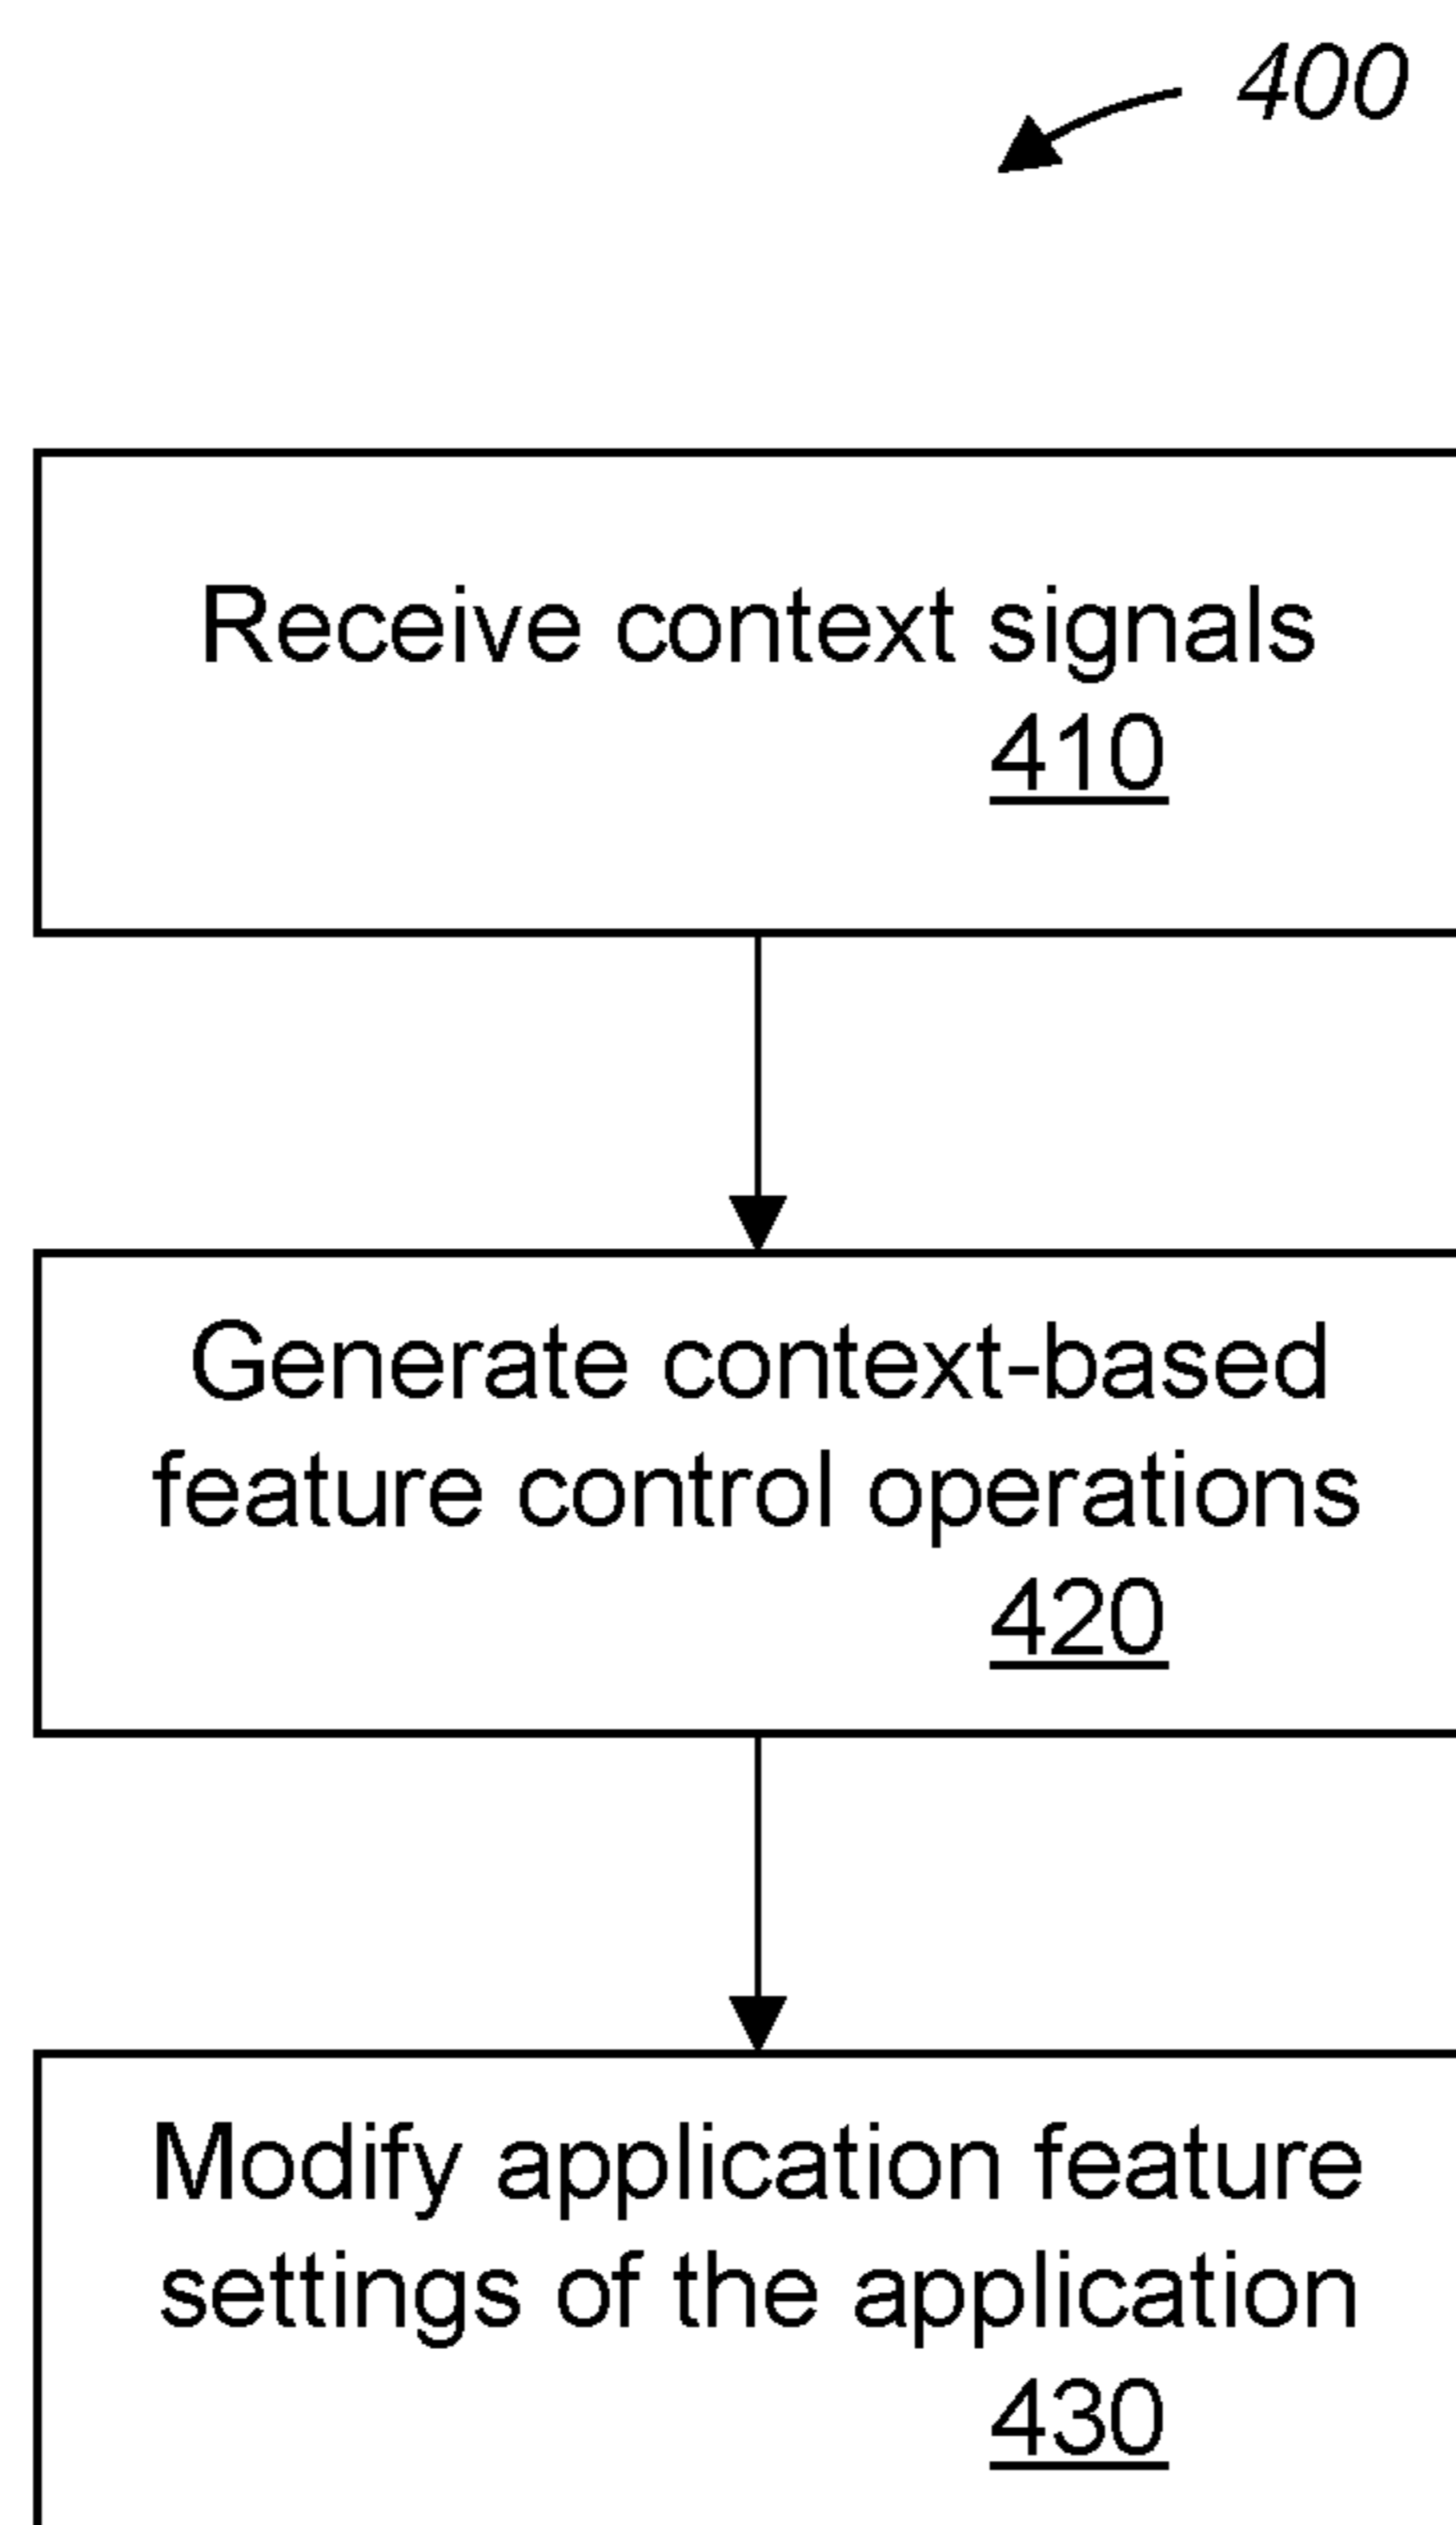 400
Receive context signals
410
Generate context-based
feature control operations
420
Modify application feature
settings of the application
430